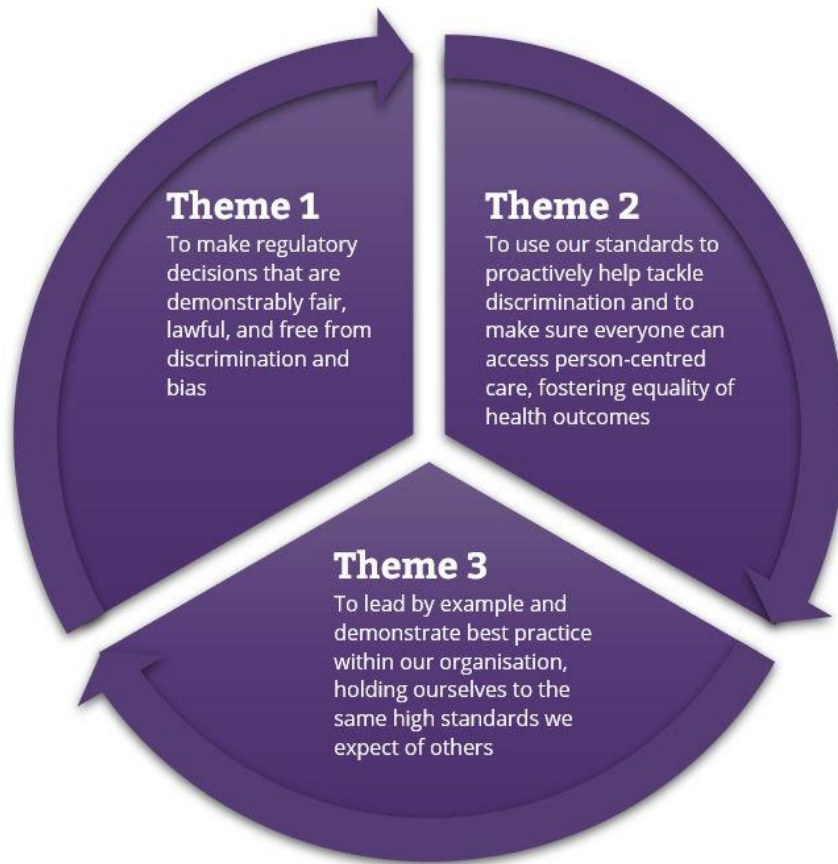 Theme 1
To make regulatory
decisions that are
demonstrably fair,
lawful, and free from
discrimination and
bias
Theme 2
To use our standards to
proactively help tackle
discrimination and to
make sure everyone can
access person-centred
care, fostering equality of
health outcomes
Theme 3
To lead by example and
demonstrate best practice
within our organisation,
holding ourselves to the
same high standards we
expect of others